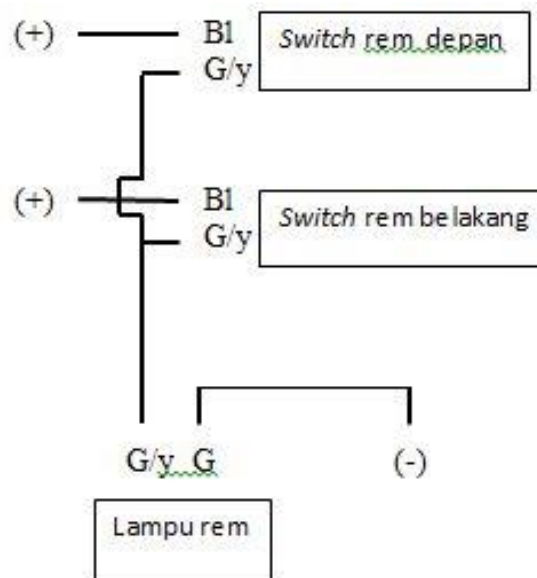 (+) Bl Switch rem depan
G/y
(+) Bl Switch rem belakang
G/y
G/y G (-)
Lampu rem